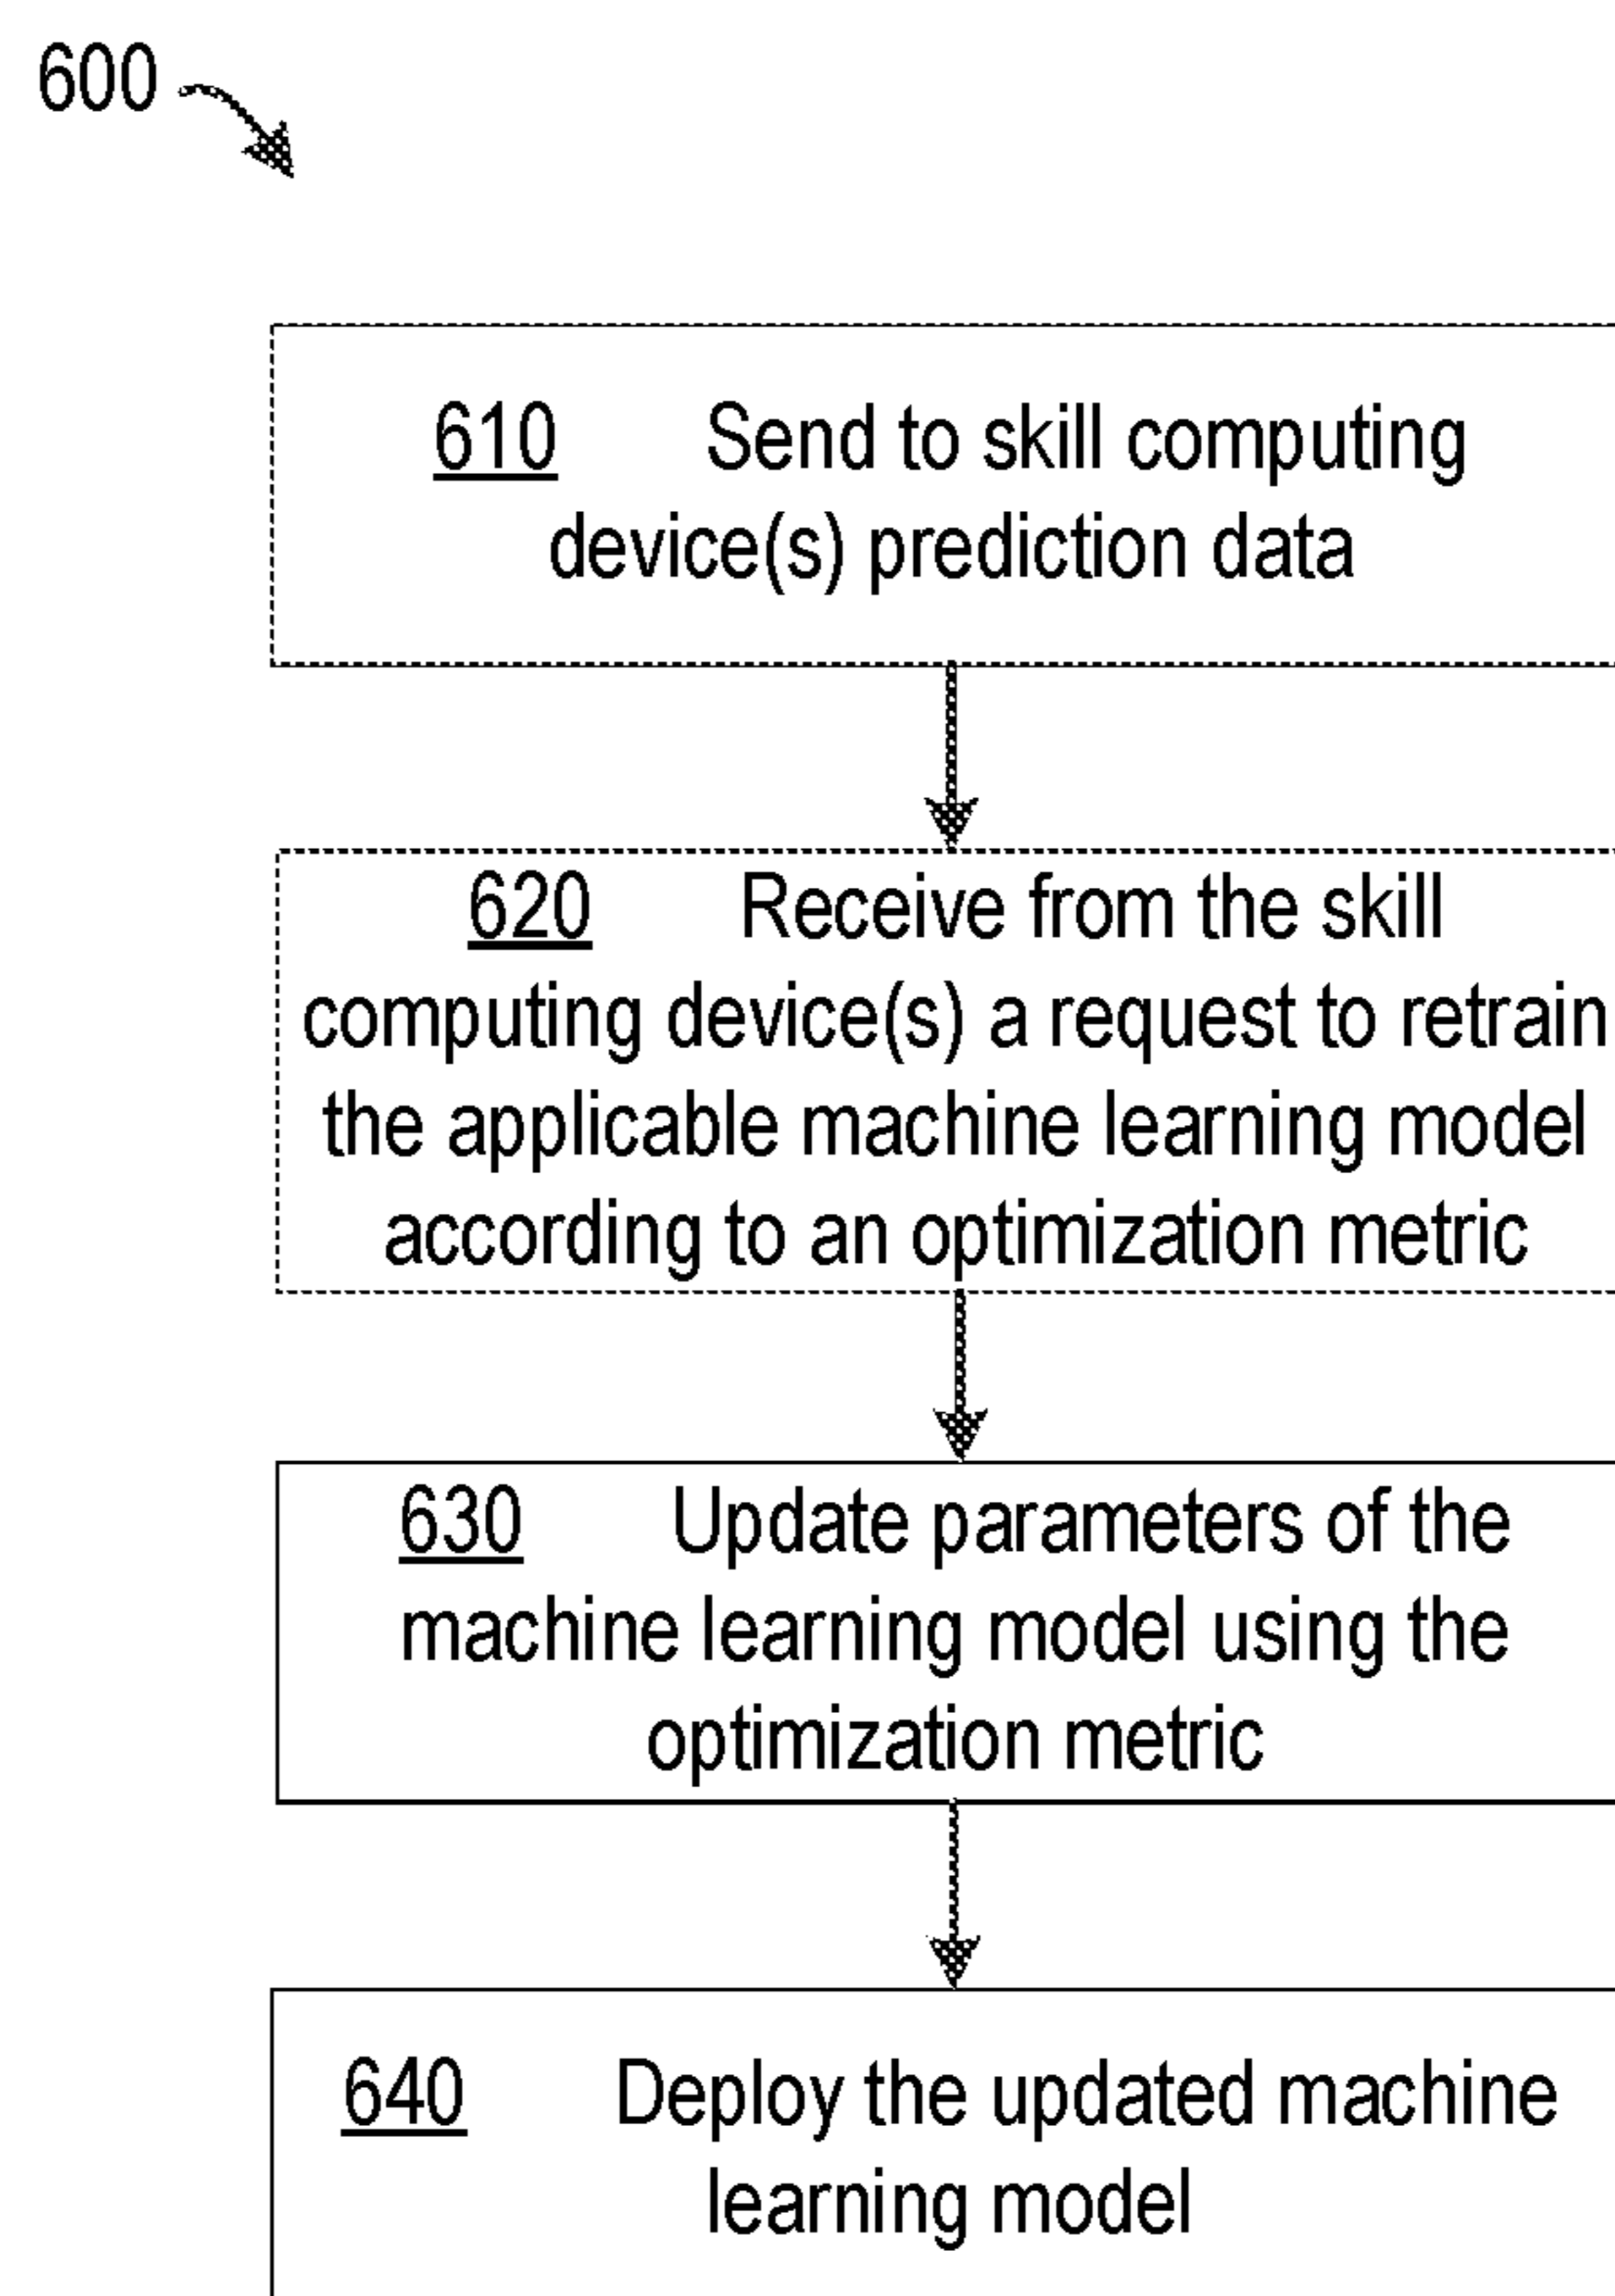 600
610 Send to skill computing
device(s) prediction data
620 Receive from the skill
computing device(s) a request to retrain
the applicable machine learning model
according to an optimization metric
630 Update parameters of the
machine learning model using the
optimization metric
640 Deploy the updated machine
learning model